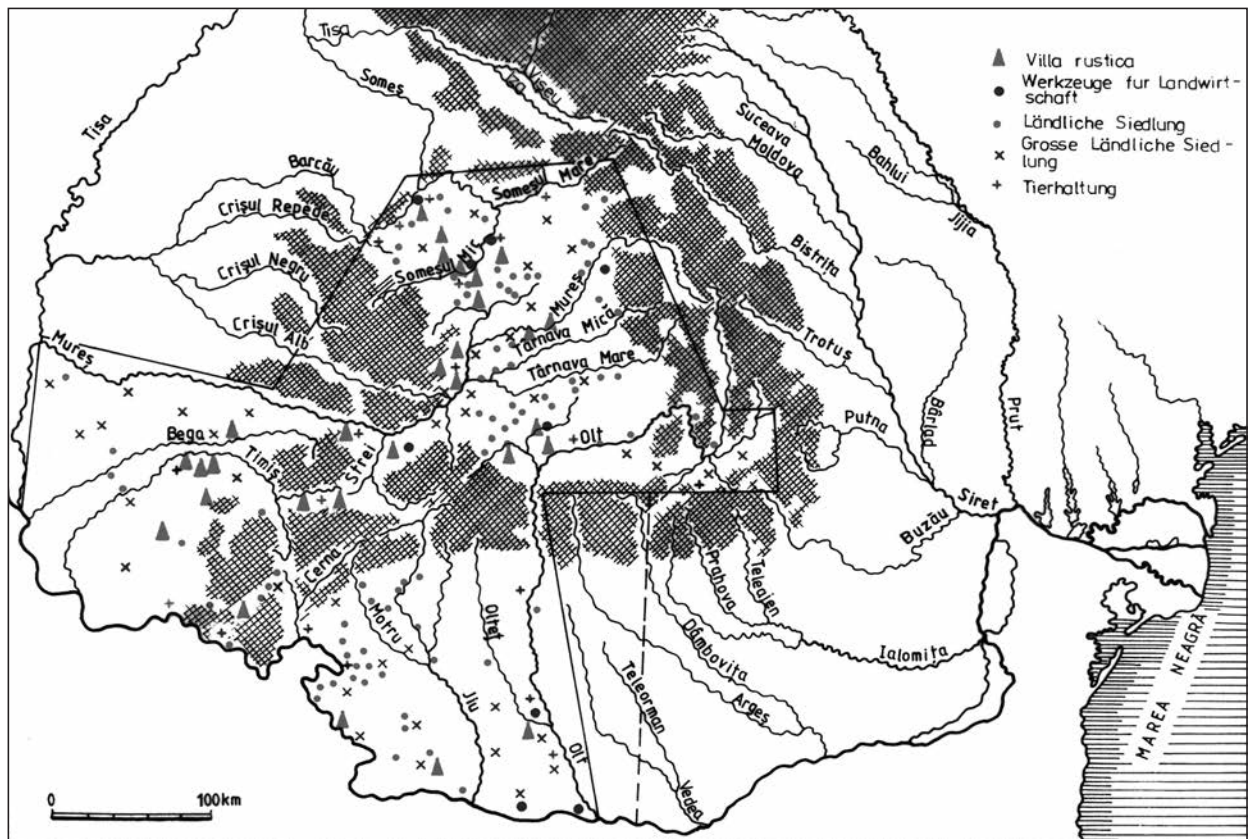 Villa rustica
Werkzeuge fur Landwirt-
schaft
Ländliche Siedlung
Grosse Ländliche Sied-
lung
Tierhaltung
Tisa
Someș
Iza
Vișeu
Tisa
Suceava
Moldova
Bahlui
Jijia
Barcău
Someșul Mare
Crișul Repede
Crișul Negru
Someșul Mic
Bistrița
Mureș
Crișul Alb
Târnava Mică
Trotuș
Mureș
Târnava Mare
Bârlad
Prut
Putna
Bega
Olt
Timiș
Strei
Siret
Buzău
Cerna
Prahova
Teleajen
Motru
Olteț
Dâmbovița
Ialomița
Argeș
Teleorman
Jiu
Olt
Vedea
MAREA NEAGRĂ
0 100km